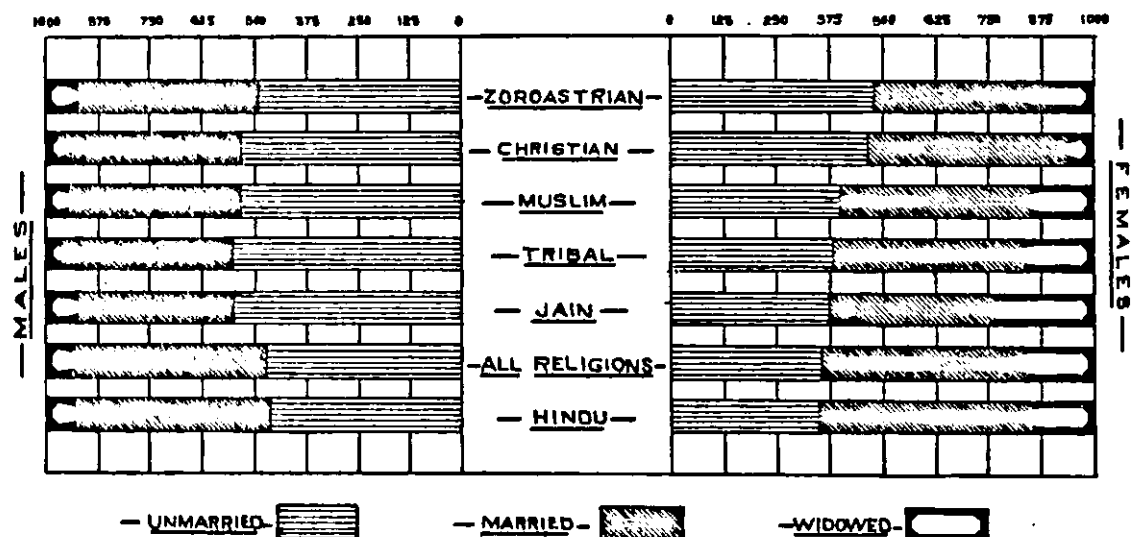 1000 875 750 625 500 375 250 125 0 0 125 250 375 500 625 750 875 1000
—ZOROASTRIAN—
—CHRISTIAN—
—MUSLIM—
—TRIBAL—
—JAIN—
—ALL RELIGIONS—
—HINDU—
—MALES—
—FEMALES—
—UNMARRIED— —MARRIED— —WIDOWED—